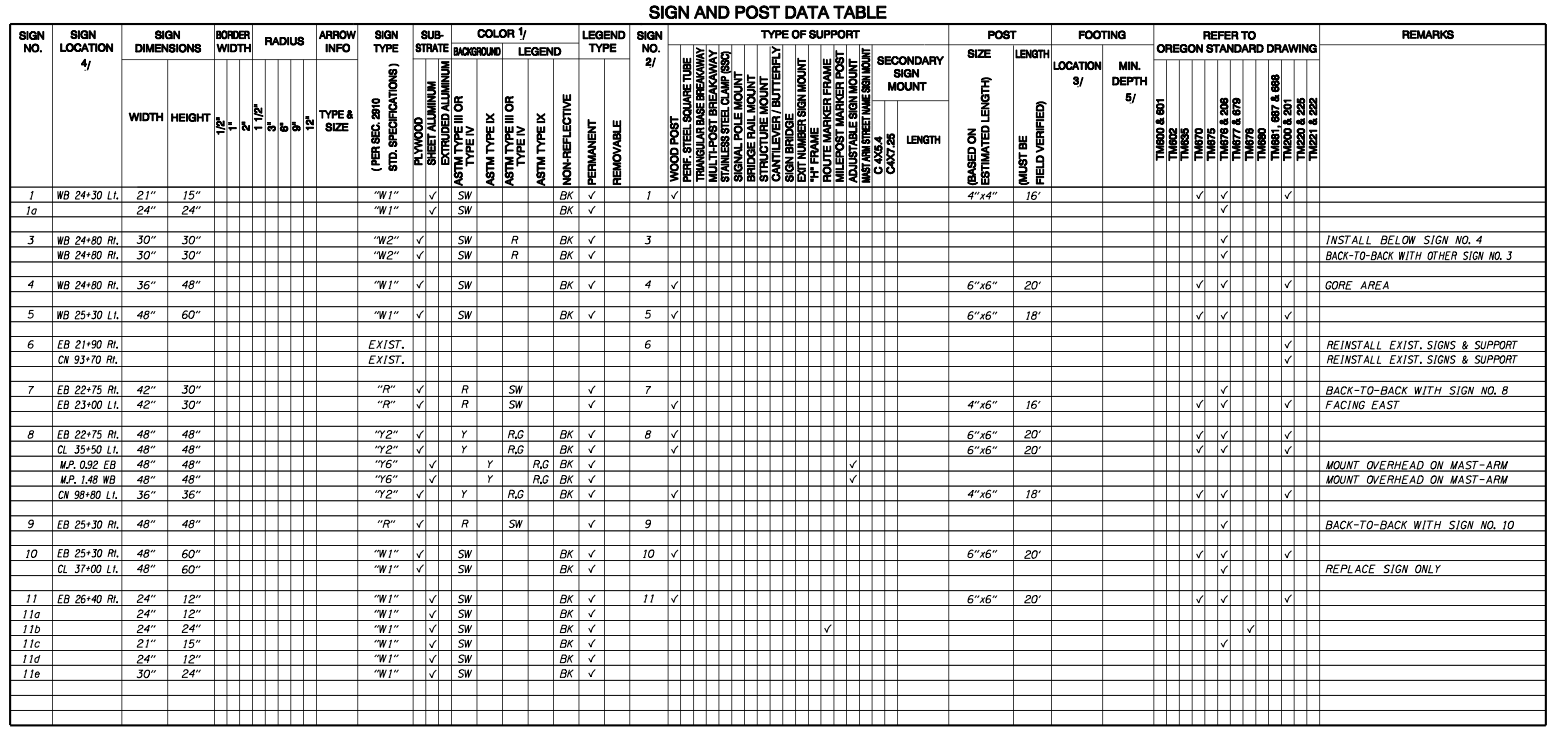 SIGN AND POST DATA TABLE
SIGN NO. SIGN LOCATION 4/ SIGN DIMENSIONS BORDER WIDTH RADIUS ARROW INFO SIGN TYPE SUB-STRATE COLOR 1/ LEGEND TYPE SIGN NO. 2/ TYPE OF SUPPORT POST FOOTING REFER TO OREGON STANDARD DRAWING REMARKS
WIDTH HEIGHT 1/2" 1" 2" 1 1/2" 3" 6" 9" 12" TYPE & SIZE (PER SEC. 2910 STD. SPECIFICATIONS) PLYWOOD SHEET ALUMINUM EXTRUDED ALUMINUM
BACKGROUND LEGEND
ASTM TYPE III OR TYPE IV ASTM TYPE IX ASTM TYPE III OR TYPE IV ASTM TYPE IX NON-REFLECTIVE PERMANENT REMOVABLE
WOOD POST PERF. STEEL SQUARE TUBE TRIANGULAR BASE BREAKAWAY MULTI-POST BREAKAWAY STAINLESS STEEL CLAMP (SSC) SIGNAL POLE MOUNT BRIDGE RAIL MOUNT STRUCTURE MOUNT CANTILEVER / BUTTERFLY SIGN BRIDGE EXIT NUMBER SIGN MOUNT "H" FRAME ROUTE MARKER FRAME MILEPOST MARKER POST ADJUSTABLE SIGN MOUNT MAST ARM STREET NAME SIGN MOUNT
SECONDARY SIGN MOUNT C 4X5.4 C4X7.25 LENGTH
SIZE (BASED ON ESTIMATED LENGTH) LENGTH (MUST BE FIELD VERIFIED) LOCATION 3/ MIN. DEPTH 5/
TM600 & 601 TM602 TM635 TM670 TM675 TM676 & 206 TM677 & 679 TM678 TM680 TM681, 687 & 688 TM200 & 201 TM220 & 225 TM221 & 222
1 WB 24+30 Lt. 21" 15" "W1" ✓ SW BK ✓ 1 ✓ 4"x4" 16' ✓ ✓ ✓
1a 24" 24" "W1" ✓ SW BK ✓ ✓
3 WB 24+80 Rt. 30" 30" "W2" ✓ SW R BK ✓ 3 ✓ INSTALL BELOW SIGN NO. 4
WB 24+80 Rt. 30" 30" "W2" ✓ SW R BK ✓ ✓ BACK-TO-BACK WITH OTHER SIGN NO. 3
4 WB 24+80 Rt. 36" 48" "W1" ✓ SW BK ✓ 4 ✓ 6"x6" 20' ✓ ✓ ✓ GORE AREA
5 WB 25+30 Lt. 48" 60" "W1" ✓ SW BK ✓ 5 ✓ 6"x6" 18' ✓ ✓ ✓
6 EB 21+90 Rt. EXIST. 6 ✓ REINSTALL EXIST. SIGNS & SUPPORT
CN 93+70 Rt. EXIST. ✓ REINSTALL EXIST. SIGNS & SUPPORT
7 EB 22+75 Rt. 42" 30" "R" ✓ R SW ✓ 7 ✓ BACK-TO-BACK WITH SIGN NO. 8
EB 23+00 Lt. 42" 30" "R" ✓ R SW ✓ ✓ 4"x6" 16' ✓ ✓ ✓ FACING EAST
8 EB 22+75 Rt. 48" 48" "Y2" ✓ Y R,G BK ✓ 8 ✓ 6"x6" 20' ✓ ✓ ✓
CL 35+50 Lt. 48" 48" "Y2" ✓ Y R,G BK ✓ ✓ 6"x6" 20' ✓ ✓ ✓
M.P. 0.92 EB 48" 48" "Y6" ✓ Y R,G BK ✓ ✓ MOUNT OVERHEAD ON MAST-ARM
M.P. 1.48 WB 48" 48" "Y6" ✓ Y R,G BK ✓ ✓ MOUNT OVERHEAD ON MAST-ARM
CN 98+80 Lt. 36" 36" "Y2" ✓ Y R,G BK ✓ ✓ 4"x6" 18' ✓ ✓ ✓
9 EB 25+30 Rt. 48" 48" "R" ✓ R SW ✓ 9 ✓ BACK-TO-BACK WITH SIGN NO. 10
10 EB 25+30 Rt. 48" 60" "W1" ✓ SW BK ✓ 10 ✓ 6"x6" 20' ✓ ✓ ✓
CL 37+00 Lt. 48" 60" "W1" ✓ SW BK ✓ ✓ REPLACE SIGN ONLY
11 EB 26+40 Rt. 24" 12" "W1" ✓ SW BK ✓ 11 ✓ 6"x6" 20' ✓ ✓ ✓
11a 24" 12" "W1" ✓ SW BK ✓
11b 24" 24" "W1" ✓ SW BK ✓ ✓ ✓
11c 21" 15" "W1" ✓ SW BK ✓ ✓
11d 24" 12" "W1" ✓ SW BK ✓
11e 30" 24" "W1" ✓ SW BK ✓